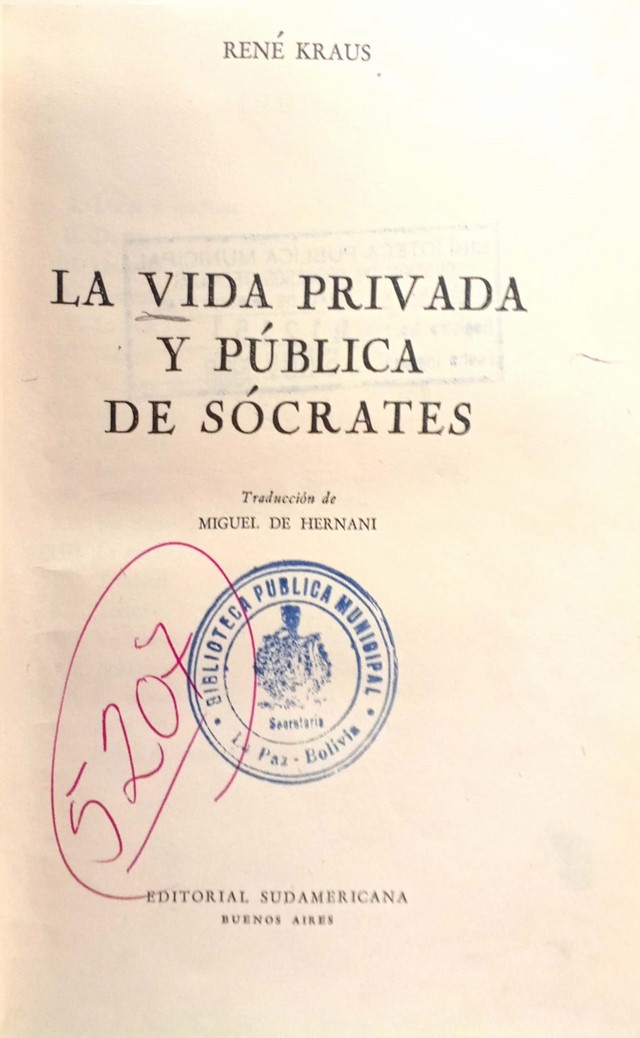 RENÉ KRAUS
LA VIDA PRIVADA
Y PÚBLICA
DE SÓCRATES
Traducción de
MIGUEL DE HERNANI
BIBLIOTECA PUBLICA MUNICIPAL
Secretaria
La Paz - Bolivia
5204
EDITORIAL SUDAMERICANA
BUENOS AIRES